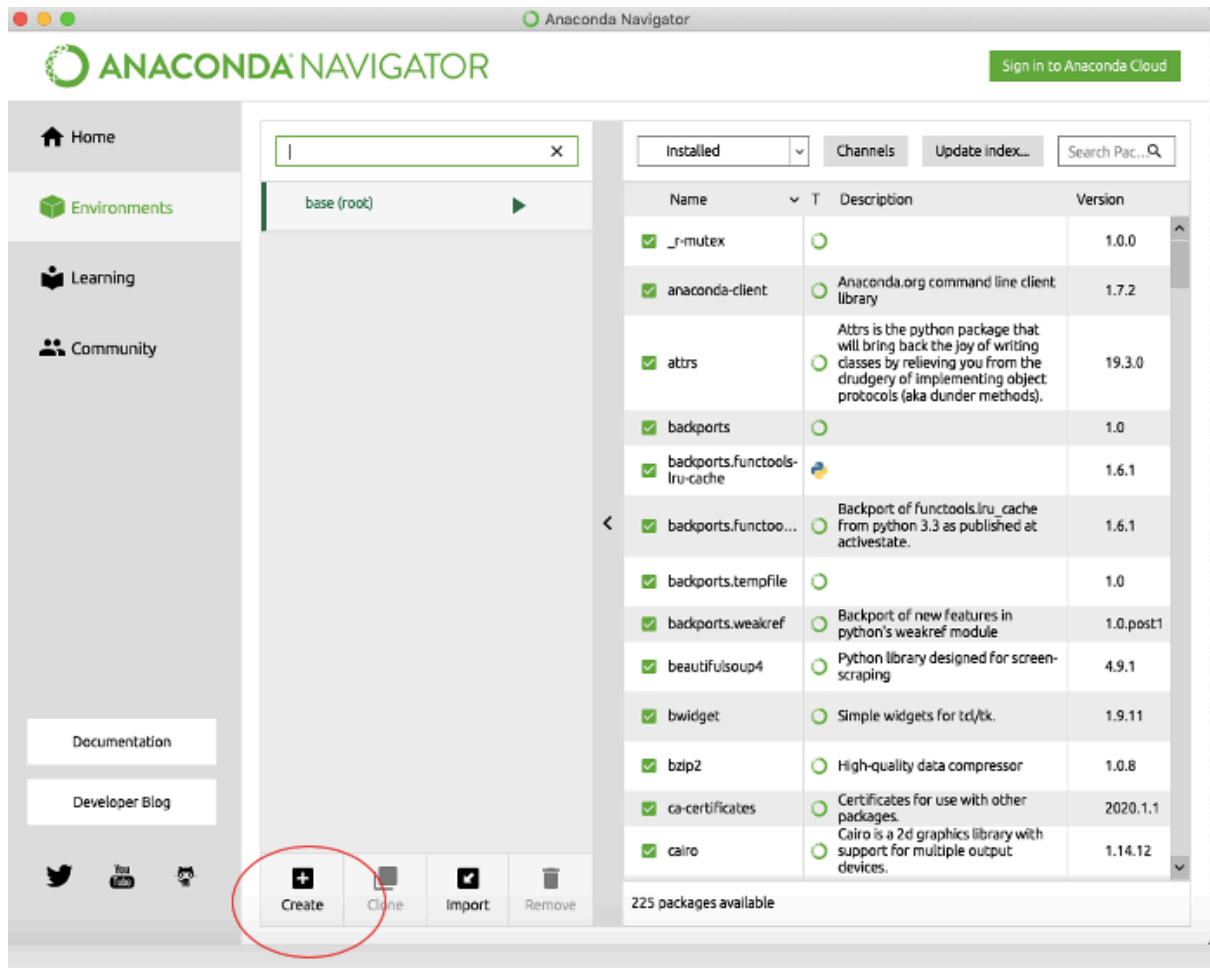 Anaconda Navigator
ANACONDA NAVIGATOR
Sign in to Anaconda Cloud
Home
Environments
Learning
Community
Documentation
Developer Blog
You
Tube
base (root)
Create
Clone
Import
Remove
Installed
Channels
Update index...
Search Pac...
Name
T
Description
Version
_r-mutex
1.0.0
anaconda-client
Anaconda.org command line client
library
1.7.2
attrs
Attrs is the python package that
will bring back the joy of writing
classes by relieving you from the
drudgery of implementing object
protocols (aka dunder methods).
19.3.0
backports
1.0
backports.functools-
lru-cache
1.6.1
backports.functoo...
Backport of functools.lru_cache
from python 3.3 as published at
activestate.
1.6.1
backports.tempfile
1.0
backports.weakref
Backport of new features in
python's weakref module
1.0.post1
beautifulsoup4
Python library designed for screen-
scraping
4.9.1
bwidget
Simple widgets for tcl/tk.
1.9.11
bzip2
High-quality data compressor
1.0.8
ca-certificates
Certificates for use with other
packages.
2020.1.1
cairo
Cairo is a 2d graphics library with
support for multiple output
devices.
1.14.12
225 packages available